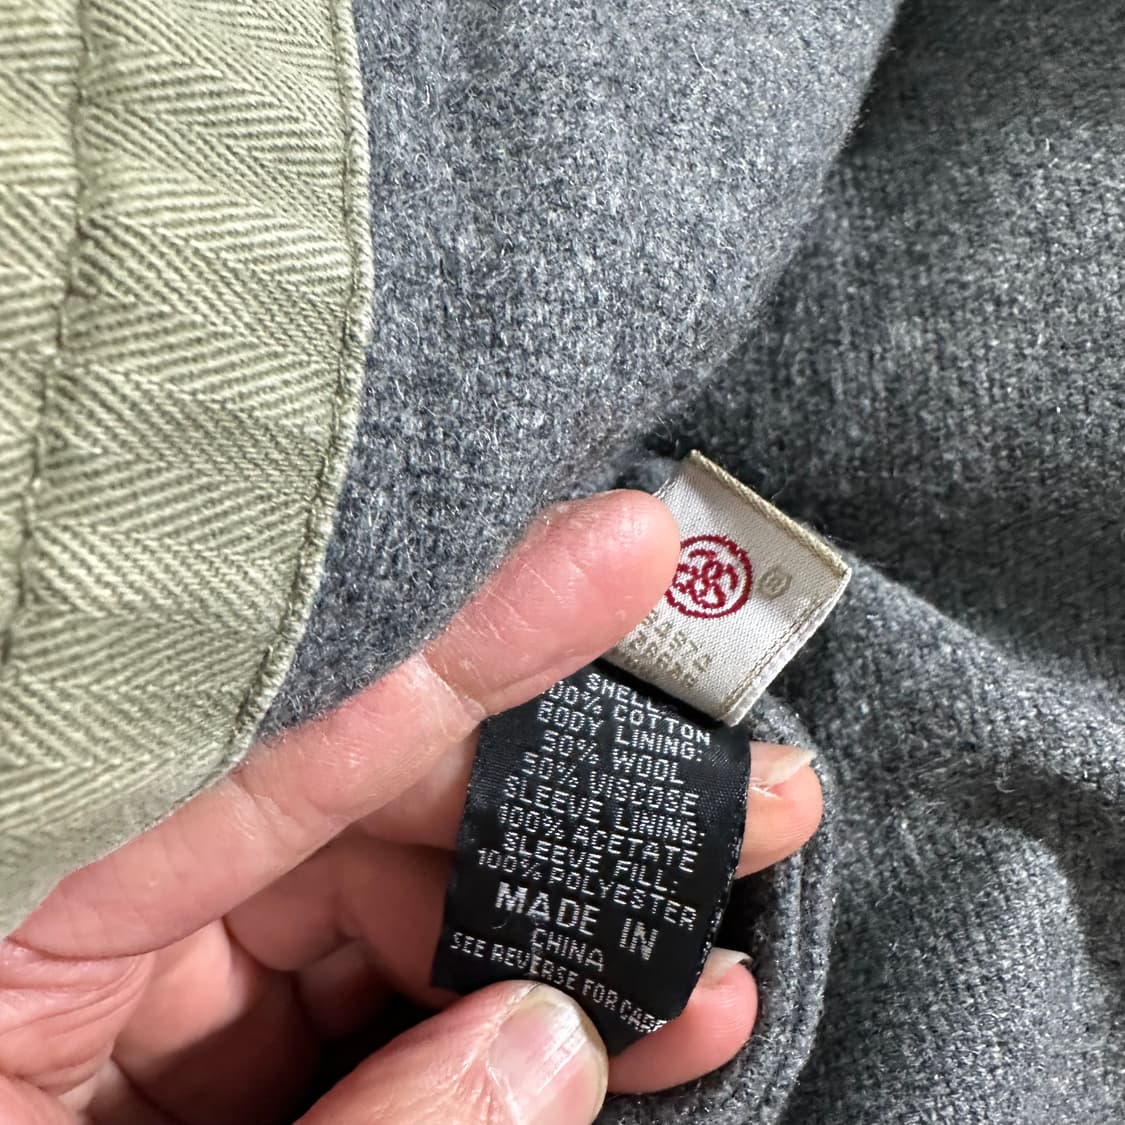 ®
SHELL
00% COTTON
BODY LINING:
50% WOOL
50% VISCOSE
SLEEVE LINING:
100% ACETATE
SLEEVE FILL:
100% POLYESTER
MADE IN
CHINA
SEE REVERSE FOR CARE